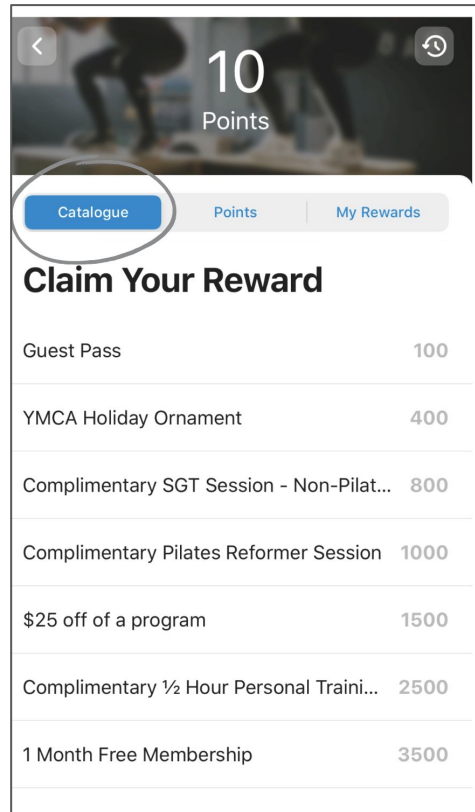 10
Points
Catalogue Points My Rewards
Claim Your Reward
Guest Pass 100
YMCA Holiday Ornament 400
Complimentary SGT Session - Non-Pilat... 800
Complimentary Pilates Reformer Session 1000
$25 off of a program 1500
Complimentary ½ Hour Personal Traini... 2500
1 Month Free Membership 3500